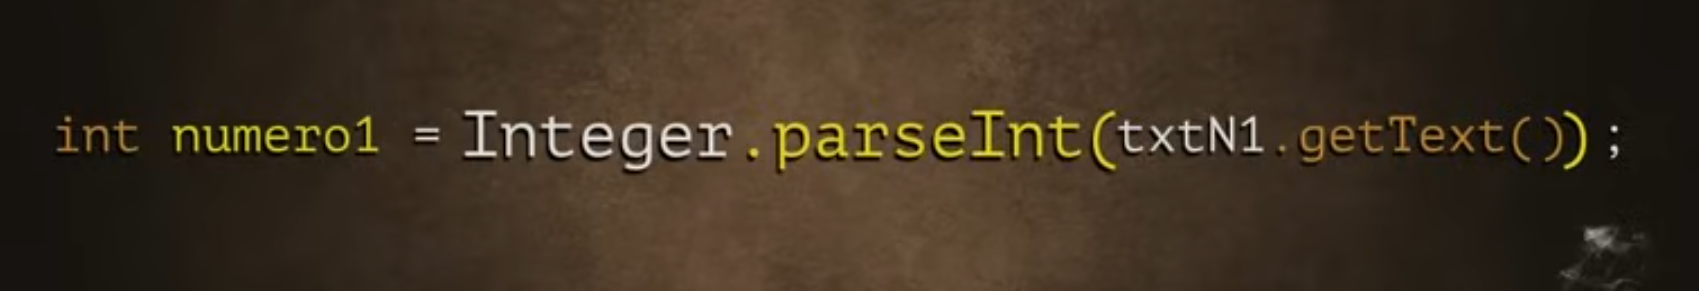 int numero1 = Integer.parseInt(txtN1.getText());